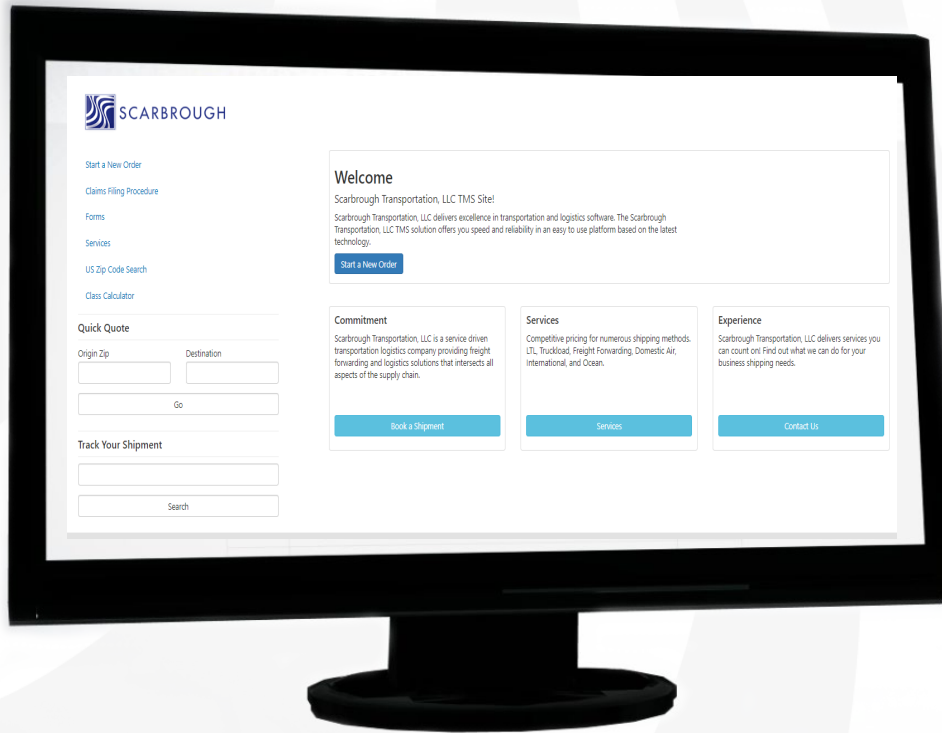 SCARBROUGH
Start a New Order
Claims Filing Procedure
Forms
Services
US Zip Code Search
Class Calculator
Quick Quote
Origin Zip
Destination
Go
Track Your Shipment
Search
Welcome
Scarbrough Transportation, LLC TMS Site!
Scarbrough Transportation, LLC delivers excellence in transportation and logistics software. The Scarbrough
Transportation, LLC TMS solution offers you speed and reliability in an easy to use platform based on the latest
technology.
Start a New Order
Commitment
Scarbrough Transportation, LLC is a service driven
transportation logistics company providing freight
forwarding and logistics solutions that intersects all
aspects of the supply chain.
Book a Shipment
Services
Competitive pricing for numerous shipping methods.
LTL, Truckload, Freight Forwarding, Domestic Air,
International, and Ocean.
Services
Experience
Scarbrough Transportation, LLC delivers services you
can count on! Find out what we can do for your
business shipping needs.
Contact Us